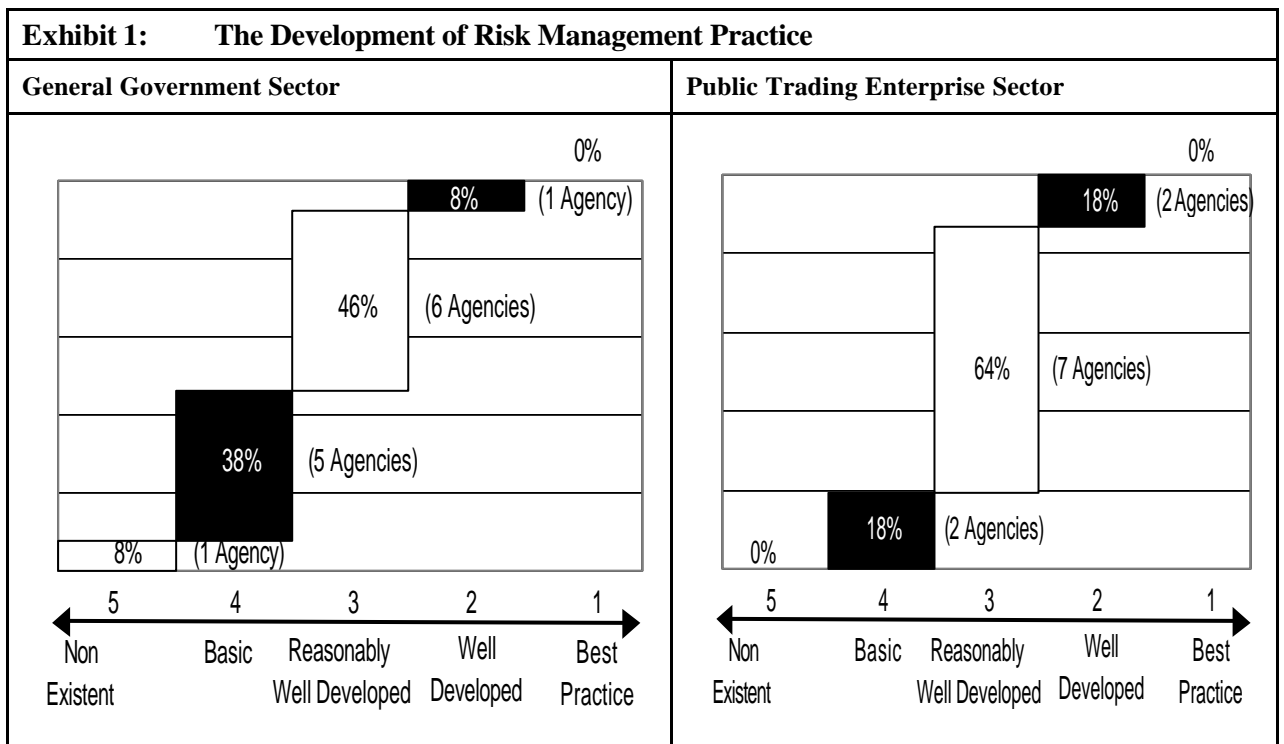 Exhibit 1: The Development of Risk Management Practice
General Government Sector
0%
8% (1 Agency)
46% (6 Agencies)
38% (5 Agencies)
8% (1 Agency)
5 4 3 2 1
Non Existent
Basic
Reasonably Well Developed
Well Developed
Best Practice
Public Trading Enterprise Sector
0%
18% (2 Agencies)
64% (7 Agencies)
18% (2 Agencies)
0%
5 4 3 2 1
Non Existent
Basic
Reasonably Well Developed
Well Developed
Best Practice